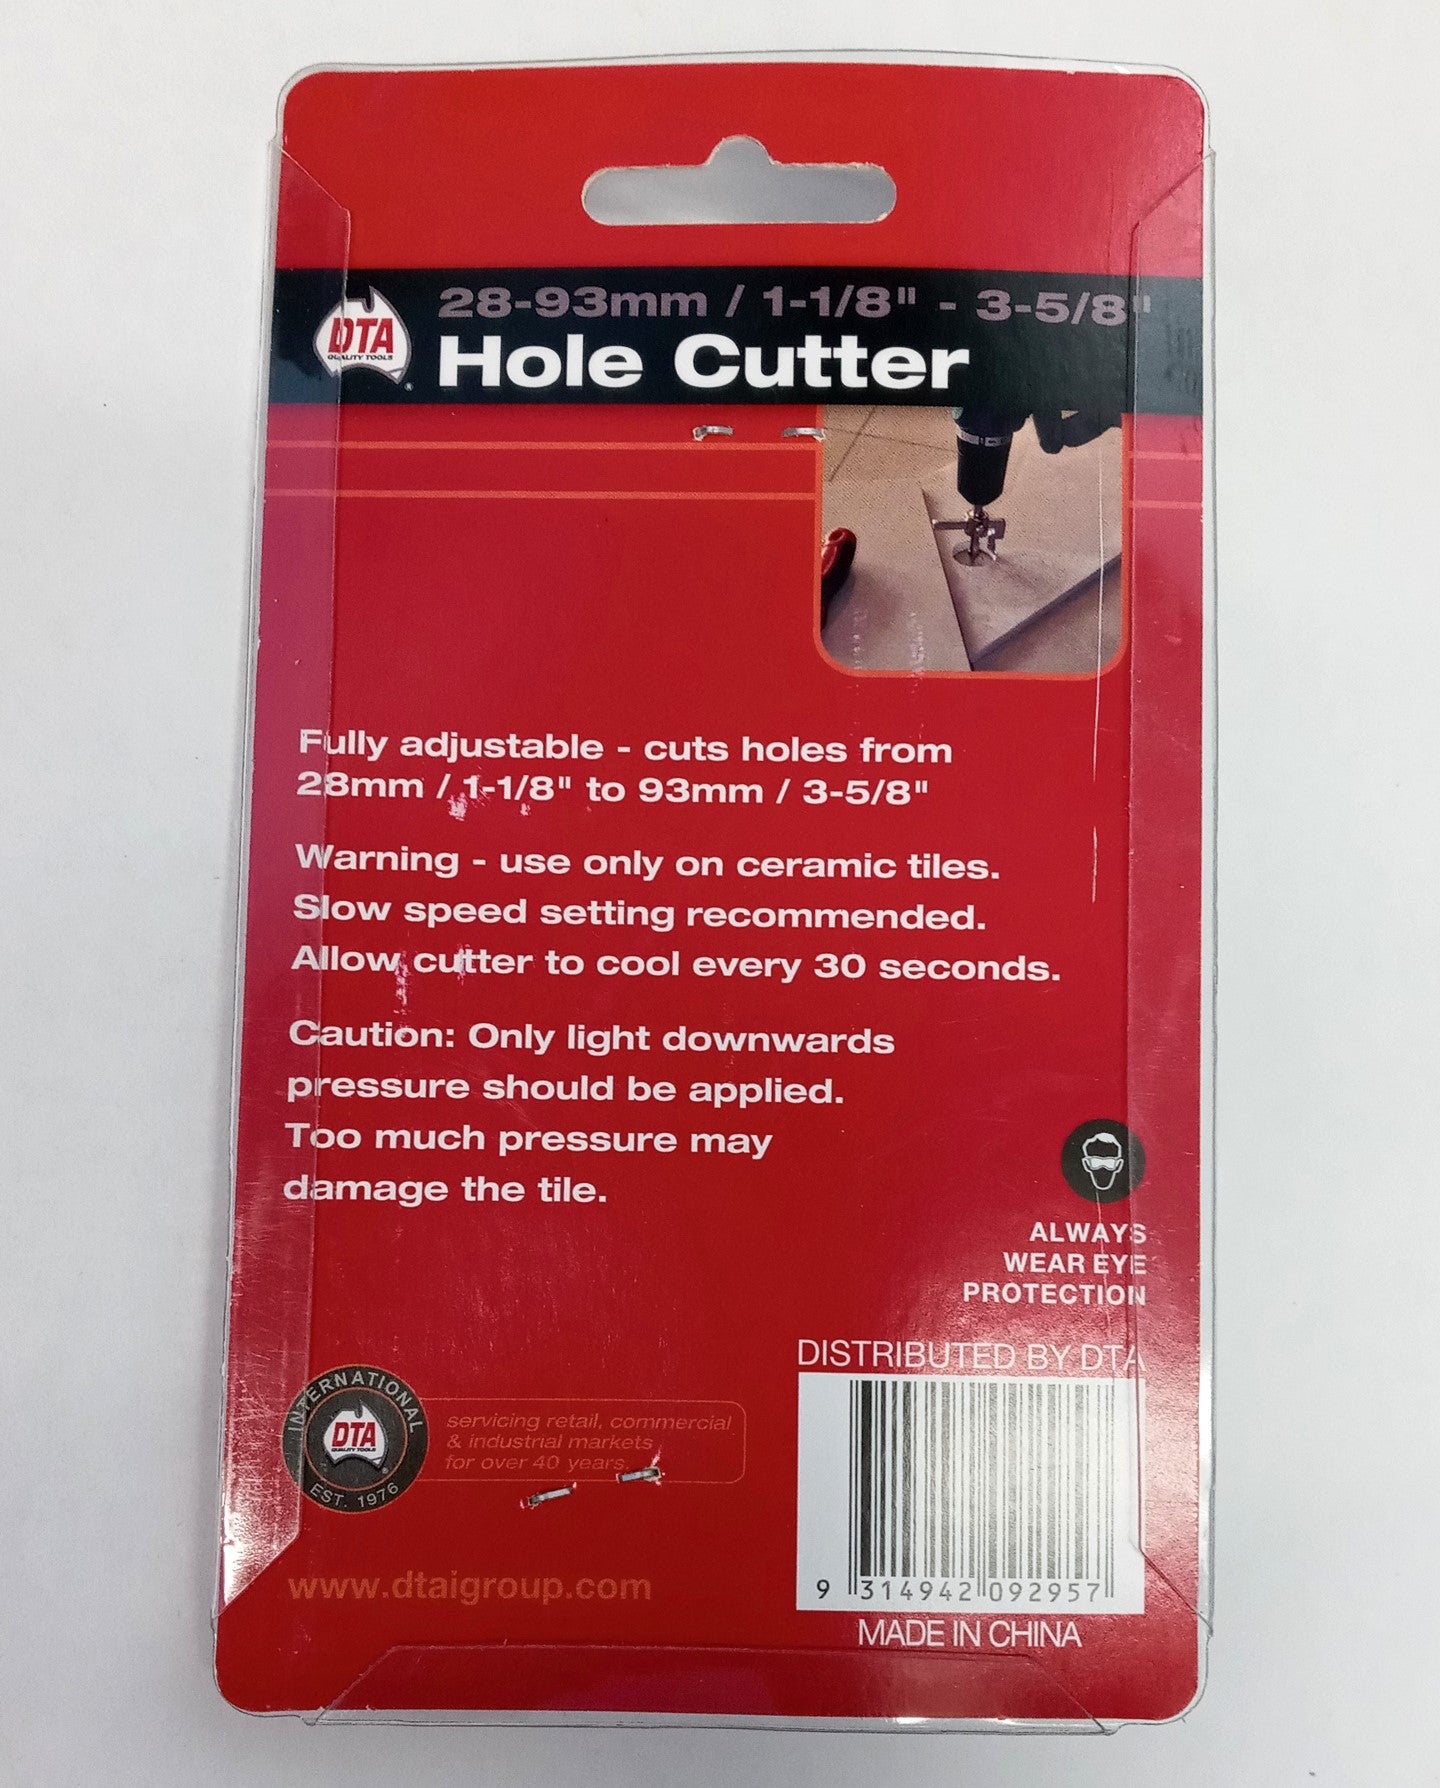 DTA
QUALITY TOOLS
28-93mm / 1-1/8" - 3-5/8"
Hole Cutter
Fully adjustable - cuts holes from
28mm / 1-1/8" to 93mm / 3-5/8"
Warning - use only on ceramic tiles.
Slow speed setting recommended.
Allow cutter to cool every 30 seconds.
Caution: Only light downwards
pressure should be applied.
Too much pressure may
damage the tile.
ALWAYS
WEAR EYE
PROTECTION
DISTRIBUTED BY DTA
INTERNATIONAL
DTA
QUALITY TOOLS
EST. 1976
servicing retail, commercial
& industrial markets
for over 40 years.
www.dtaigroup.com
9 314942 092957
MADE IN CHINA